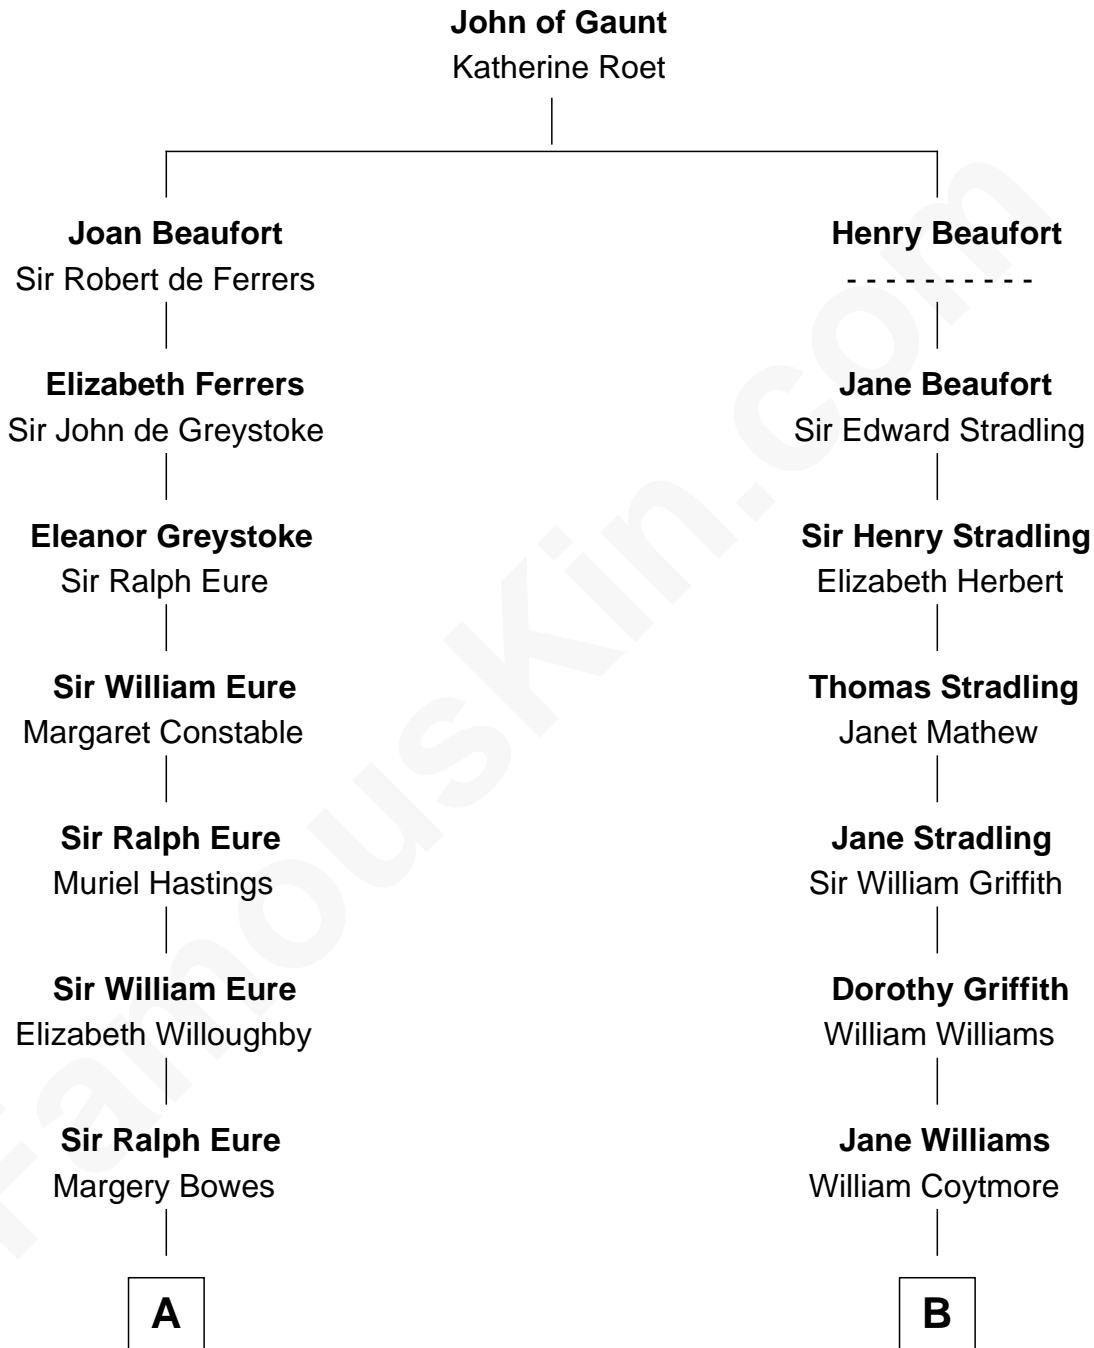 John of Gaunt
Katherine Roet
Joan Beaufort
Sir Robert de Ferrers
Henry Beaufort
- - - - - - - - - -
Elizabeth Ferrers
Sir John de Greystoke
Jane Beaufort
Sir Edward Stradling
Eleanor Greystoke
Sir Ralph Eure
Sir Henry Stradling
Elizabeth Herbert
Sir William Eure
Margaret Constable
Thomas Stradling
Janet Mathew
Sir Ralph Eure
Muriel Hastings
Jane Stradling
Sir William Griffith
Sir William Eure
Elizabeth Willoughby
Dorothy Griffith
William Williams
Sir Ralph Eure
Margery Bowes
Jane Williams
William Coytmore
A
B
FamousKin.com